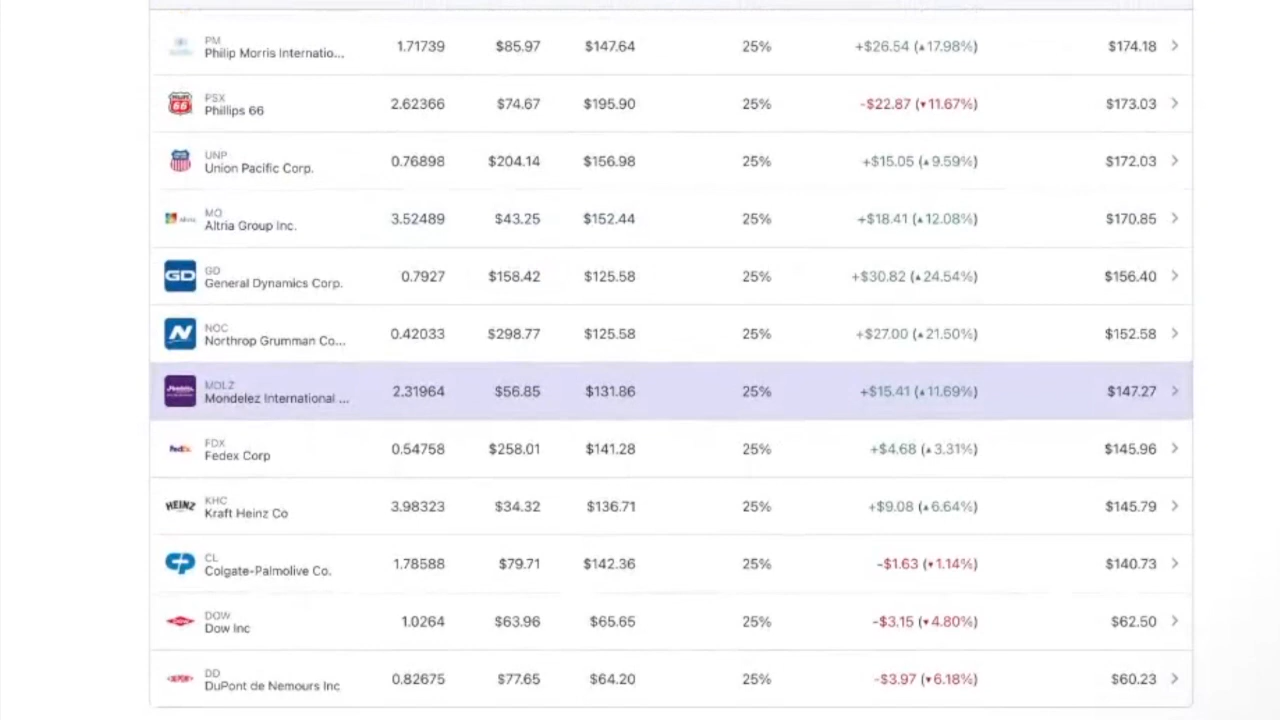 PM
Philip Morris Internatio... 1.71739 $85.97 $147.64 25% +$26.54 (▲17.98%) $174.18
PSX
Phillips 66 2.62366 $74.67 $195.90 25% -$22.87 (▼11.67%) $173.03
UNP
Union Pacific Corp. 0.76898 $204.14 $156.98 25% +$15.05 (▲9.59%) $172.03
MO
Altria Group Inc. 3.52489 $43.25 $152.44 25% +$18.41 (▲12.08%) $170.85
GD
GD
General Dynamics Corp. 0.7927 $158.42 $125.58 25% +$30.82 (▲24.54%) $156.40
N
NOC
Northrop Grumman Co... 0.42033 $298.77 $125.58 25% +$27.00 (▲21.50%) $152.58
MDLZ
Mondelez International ... 2.31964 $56.85 $131.86 25% +$15.41 (▲11.69%) $147.27
FedEx
FDX
Fedex Corp 0.54758 $258.01 $141.28 25% +$4.68 (▲3.31%) $145.96
HEINZ
KHC
Kraft Heinz Co 3.98323 $34.32 $136.71 25% +$9.08 (▲6.64%) $145.79
CL
Colgate-Palmolive Co. 1.78588 $79.71 $142.36 25% -$1.63 (▼1.14%) $140.73
DOW
Dow Inc 1.0264 $63.96 $65.65 25% -$3.15 (▼4.80%) $62.50
DD
DuPont de Nemours Inc 0.82675 $77.65 $64.20 25% -$3.97 (▼6.18%) $60.23